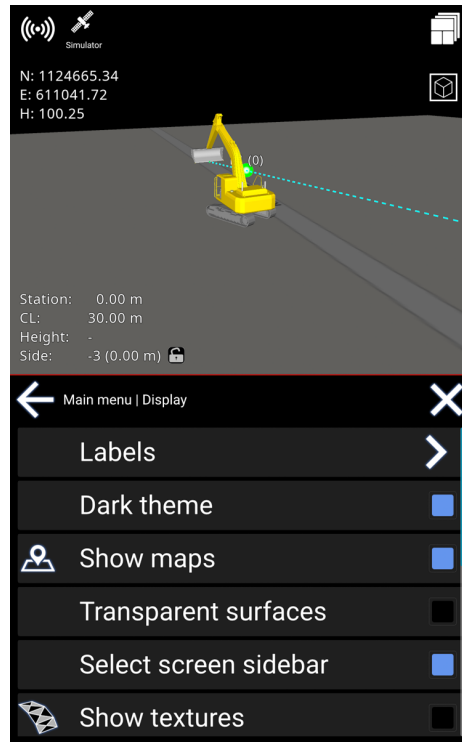 Simulator
N: 1124665.34
E: 611041.72
H: 100.25
(0)
Station: 0.00 m
CL: 30.00 m
Height: -
Side: -3 (0.00 m)
Main menu | Display
Labels
Dark theme
Show maps
Transparent surfaces
Select screen sidebar
Show textures